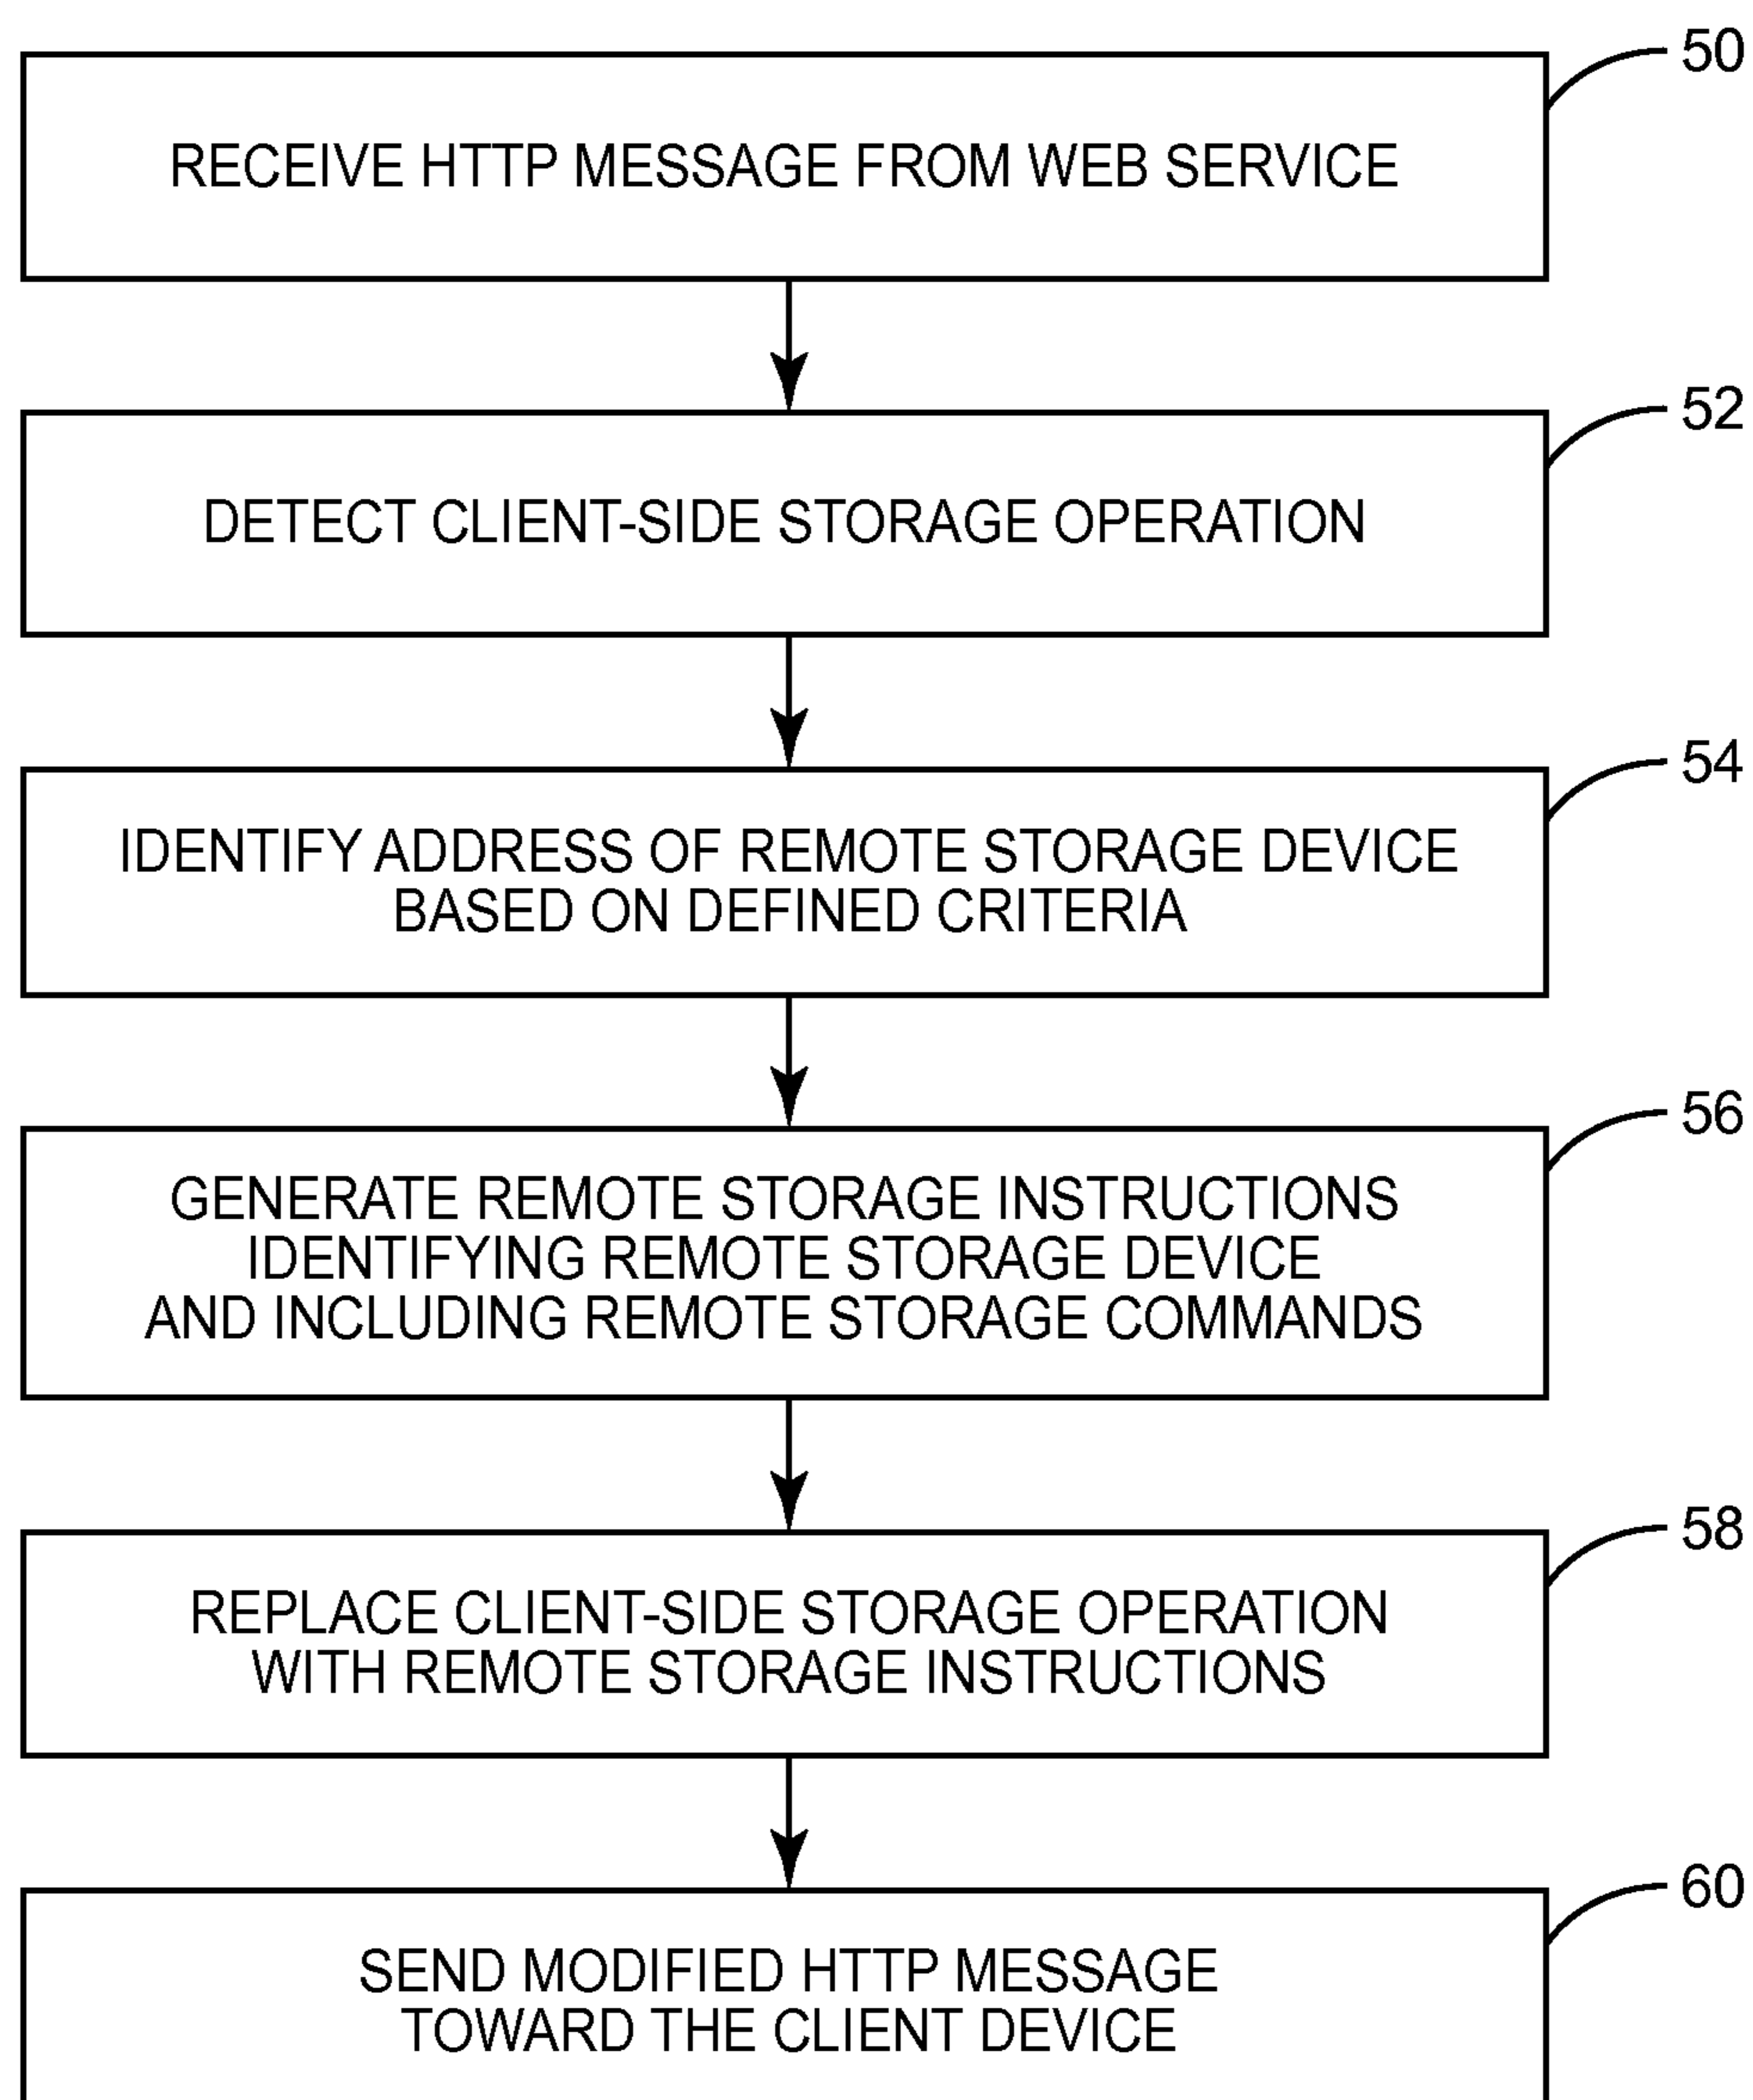 50
RECEIVE HTTP MESSAGE FROM WEB SERVICE
52
DETECT CLIENT-SIDE STORAGE OPERATION
54
IDENTIFY ADDRESS OF REMOTE STORAGE DEVICE
BASED ON DEFINED CRITERIA
56
GENERATE REMOTE STORAGE INSTRUCTIONS
IDENTIFYING REMOTE STORAGE DEVICE
AND INCLUDING REMOTE STORAGE COMMANDS
58
REPLACE CLIENT-SIDE STORAGE OPERATION
WITH REMOTE STORAGE INSTRUCTIONS
60
SEND MODIFIED HTTP MESSAGE
TOWARD THE CLIENT DEVICE